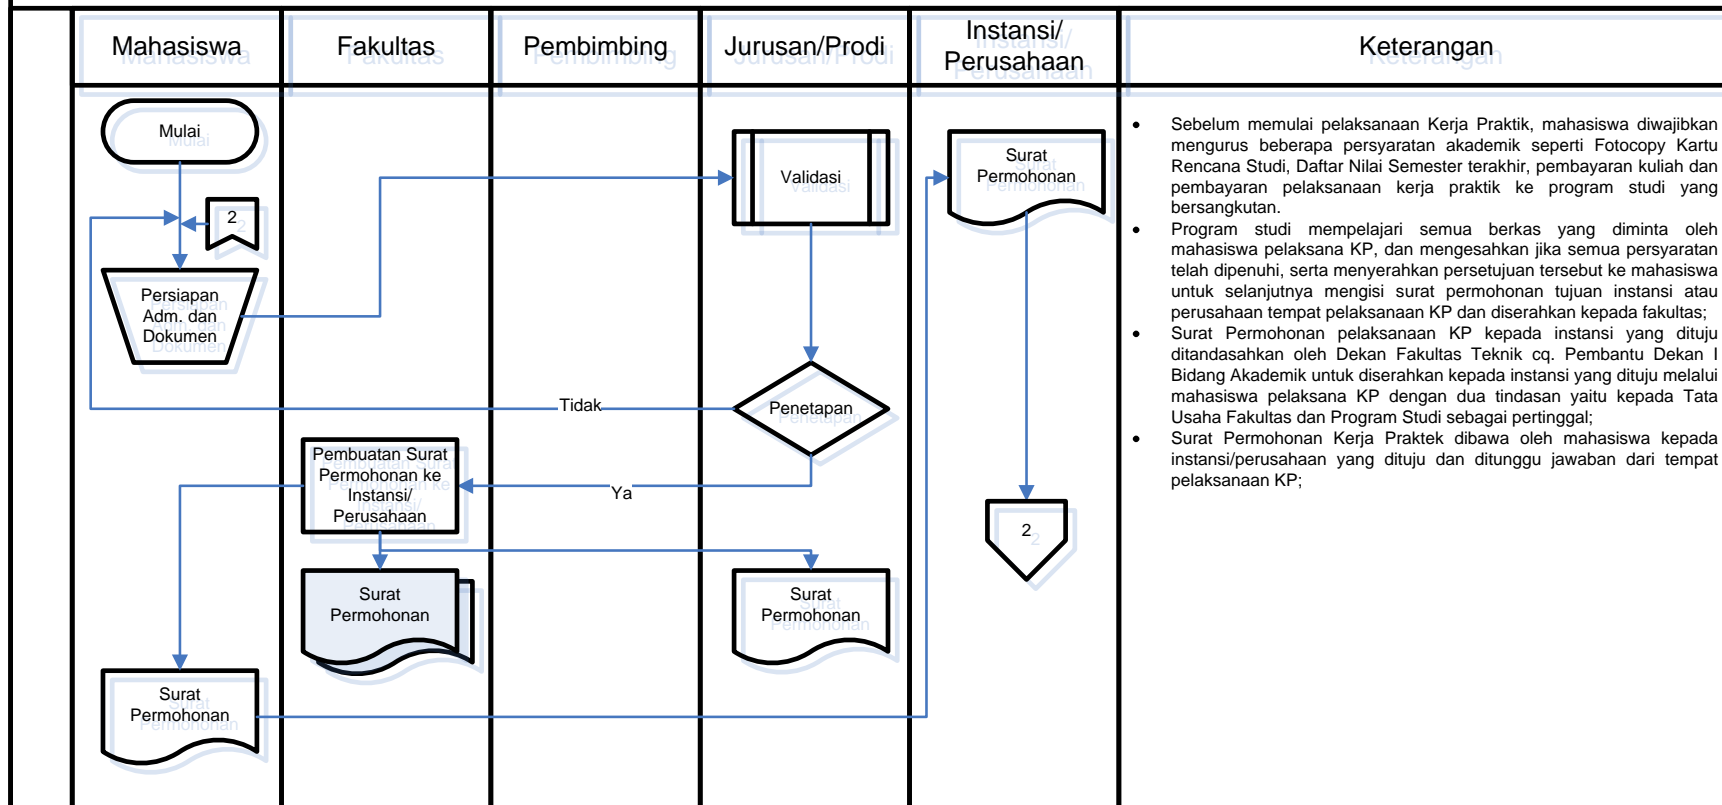 Mahasiswa
Fakultas
Pembimbing
Jurusan/Prodi
Instansi/
Perusahaan
Keterangan
Mulai
2
Persiapan
Adm. dan
Dokumen
Validasi
Penetapan
Tidak
Ya
Pembuatan Surat
Permohonan ke
Instansi/
Perusahaan
Surat
Permohonan
Surat
Permohonan
Surat
Permohonan
Surat
Permohonan
2
• Sebelum memulai pelaksanaan Kerja Praktik, mahasiswa diwajibkan
mengurus beberapa persyaratan akademik seperti Fotocopy Kartu
Rencana Studi, Daftar Nilai Semester terakhir, pembayaran kuliah dan
pembayaran pelaksanaan kerja praktik ke program studi yang
bersangkutan.
• Program studi mempelajari semua berkas yang diminta oleh
mahasiswa pelaksana KP, dan mengesahkan jika semua persyaratan
telah dipenuhi, serta menyerahkan persetujuan tersebut ke mahasiswa
untuk selanjutnya mengisi surat permohonan tujuan instansi atau
perusahaan tempat pelaksanaan KP dan diserahkan kepada fakultas;
• Surat Permohonan pelaksanaan KP kepada instansi yang dituju
ditandasahkan oleh Dekan Fakultas Teknik cq. Pembantu Dekan I
Bidang Akademik untuk diserahkan kepada instansi yang dituju melalui
mahasiswa pelaksana KP dengan dua tindasan yaitu kepada Tata
Usaha Fakultas dan Program Studi sebagai pertinggal;
• Surat Permohonan Kerja Praktek dibawa oleh mahasiswa kepada
instansi/perusahaan yang dituju dan ditunggu jawaban dari tempat
pelaksanaan KP;